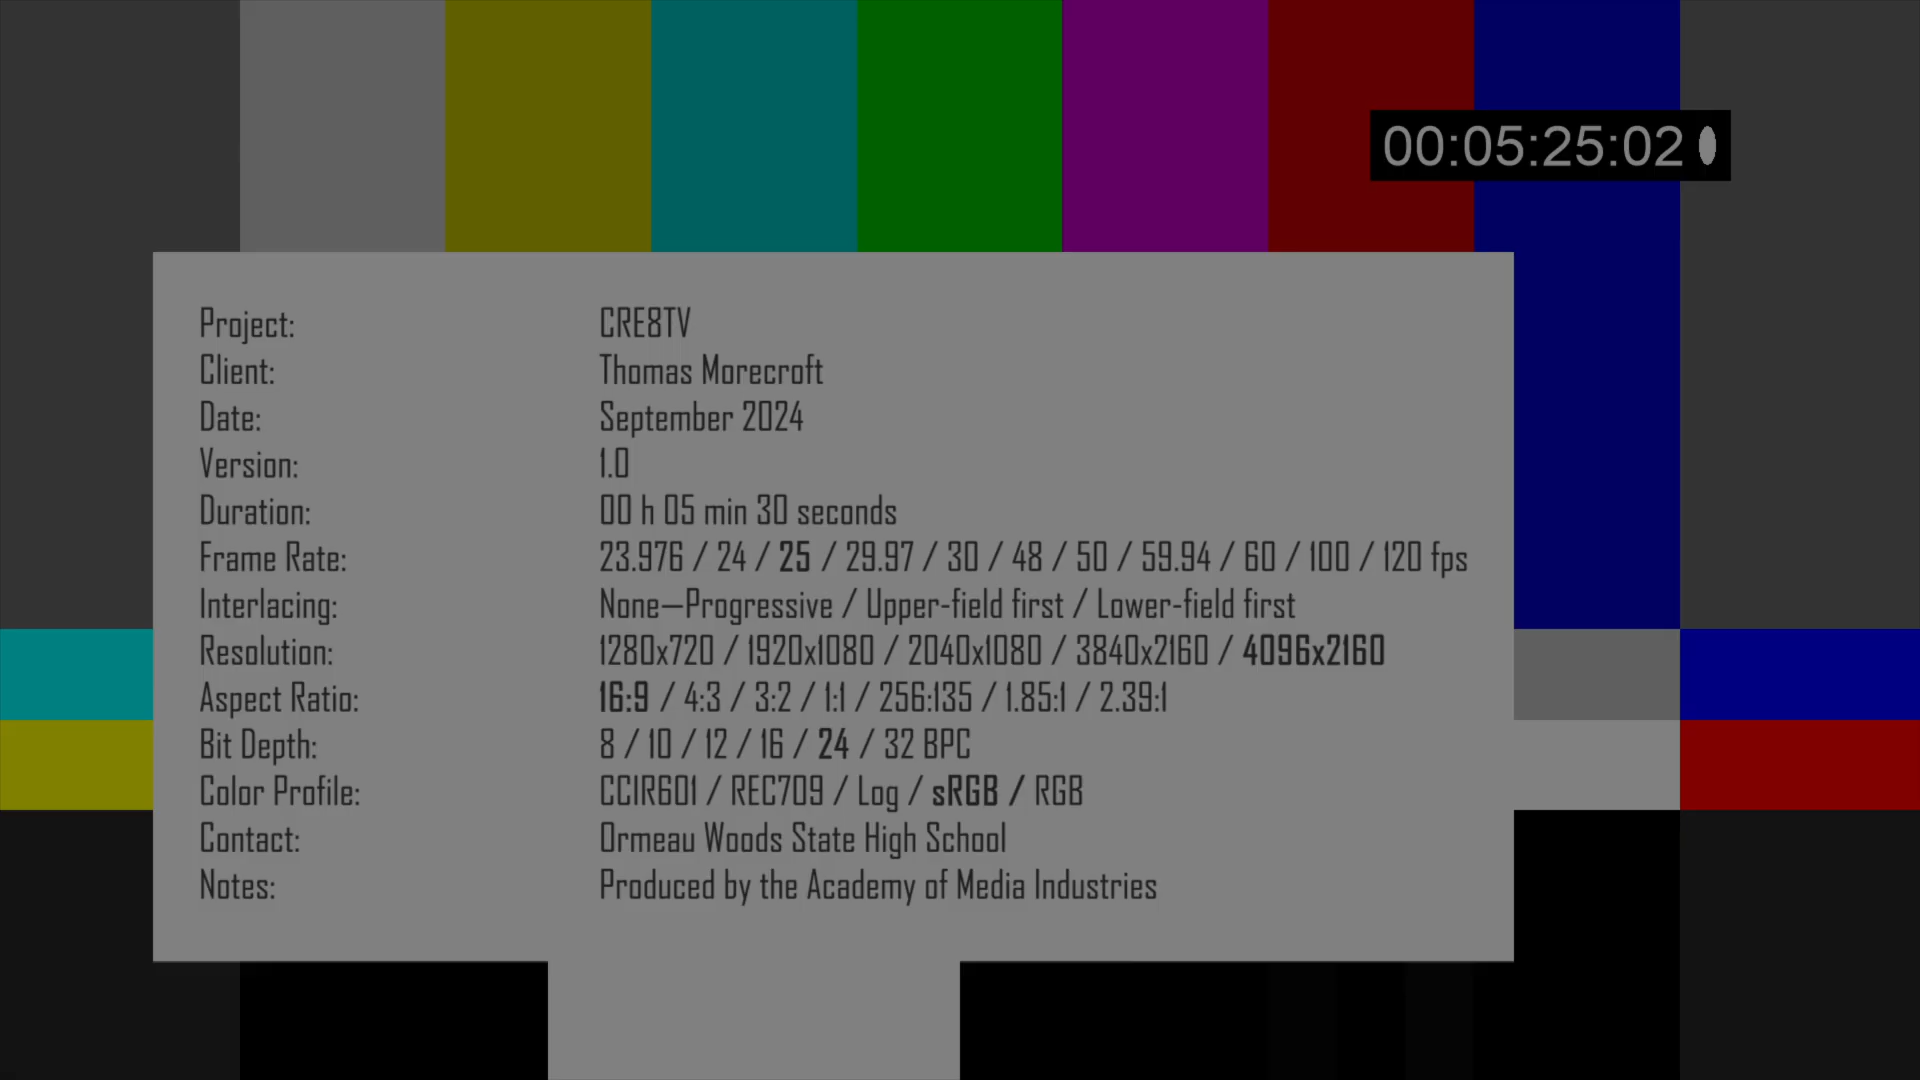 00:05:25:02
Project: CRE8TV
Client: Thomas Morecroft
Date: September 2024
Version: 1.0
Duration: 00 h 05 min 30 seconds
Frame Rate: 23.976 / 24 / 25 / 29.97 / 30 / 48 / 50 / 59.94 / 60 / 100 / 120 fps
Interlacing: None—Progressive / Upper-field first / Lower-field first
Resolution: 1280x720 / 1920x1080 / 2040x1080 / 3840x2160 / 4096x2160
Aspect Ratio: 16:9 / 4:3 / 3:2 / 1:1 / 256:135 / 1.85:1 / 2.39:1
Bit Depth: 8 / 10 / 12 / 16 / 24 / 32 BPC
Color Profile: CCIR601 / REC709 / Log / sRGB / RGB
Contact: Ormeau Woods State High School
Notes: Produced by the Academy of Media Industries